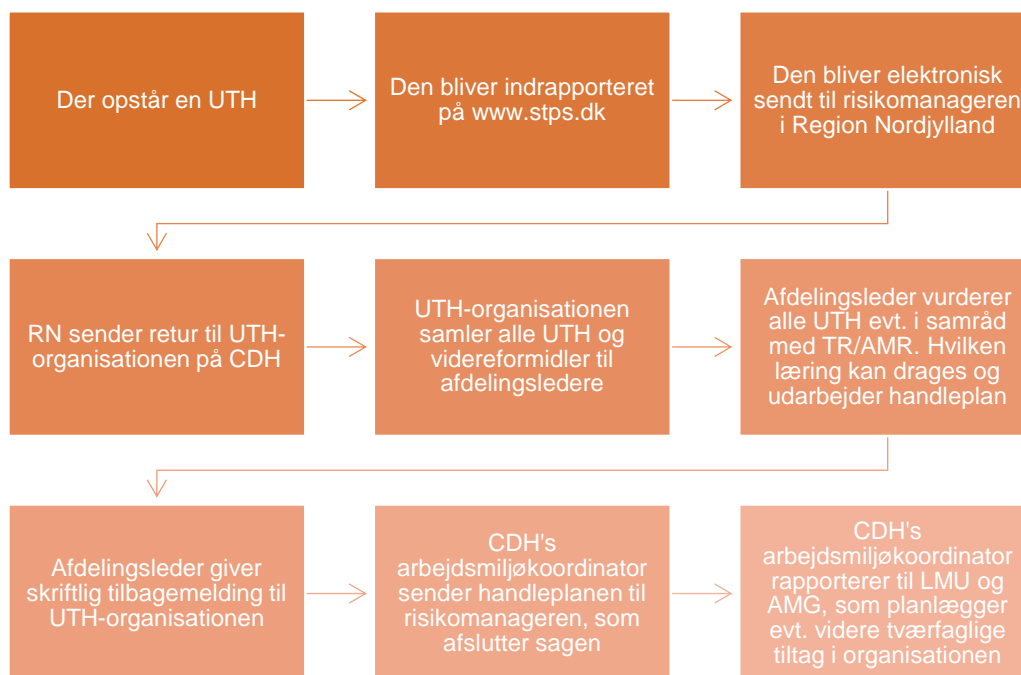 Der opstår en UTH
Den bliver indrapporteret
på www.stps.dk
Den bliver elektronisk
sendt til risikomanageren
i Region Nordjylland
RN sender retur til UTH-
organisationen på CDH
UTH-organisationen
samler alle UTH og
videreformidler til
afdelingsledere
Afdelingsleder vurderer
alle UTH evt. i samråd
med TR/AMR. Hvilken
læring kan drages og
udarbejder handleplan
Afdelingsleder giver
skriftlig tilbagemelding til
UTH-organisationen
CDH's
arbejdsmiljøkoordinator
sender handleplanen til
risikomanageren, som
afslutter sagen
CDH's
arbejdsmiljøkoordinator
rapporterer til LMU og
AMG, som planlægger
evt. videre tværfaglige
tiltag i organisationen